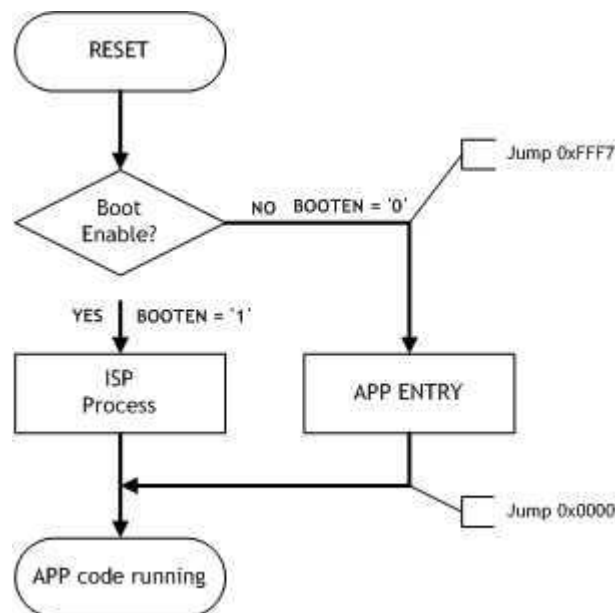 RESET
Jump 0xFFF7
Boot
Enable?
NO BOOTEN = '0'
YES BOOTEN = '1'
ISP
Process
APP ENTRY
Jump 0x0000
APP code running